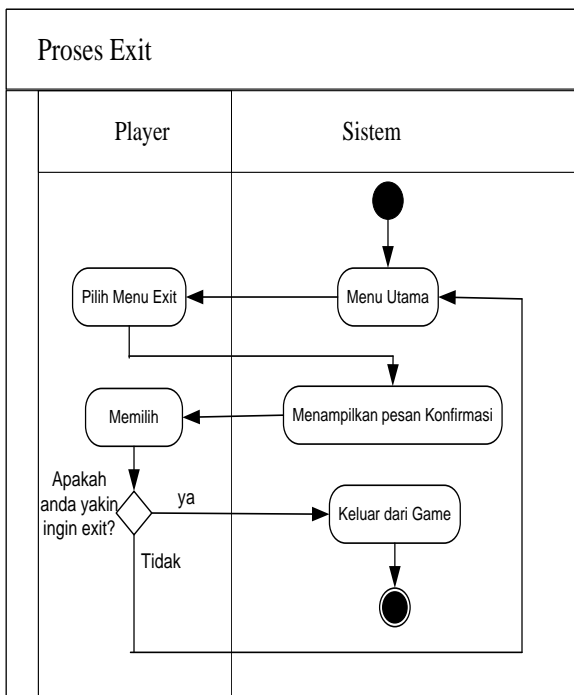 Proses Exit
Player
Sistem
Pilih Menu Exit
Menu Utama
Memilih
Menampilkan pesan Konfirmasi
Apakah
anda yakin
ingin exit?
ya
Keluar dari Game
Tidak